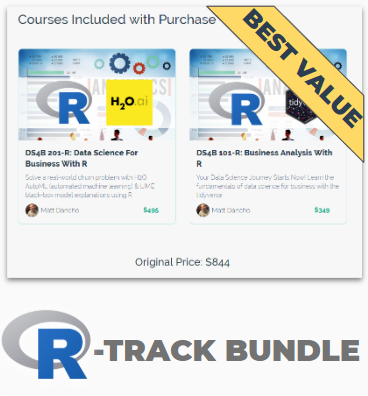 Courses Included with Purchase
BEST VALUE
R
H2O.ai
DS4B 201-R: Data Science For
Business With R
Solve a real-world churn problem with H2O
AutoML (automated machine learning) & LIME
black-box model explanations using R
Matt Dancho
$495
R
tidy
DS4B 101-R: Business Analysis With
R
Your Data Science Journey Starts Now! Learn the
fundamentals of data science for business with the
tidyverse
Matt Dancho
$349
Original Price: $844
R-TRACK BUNDLE